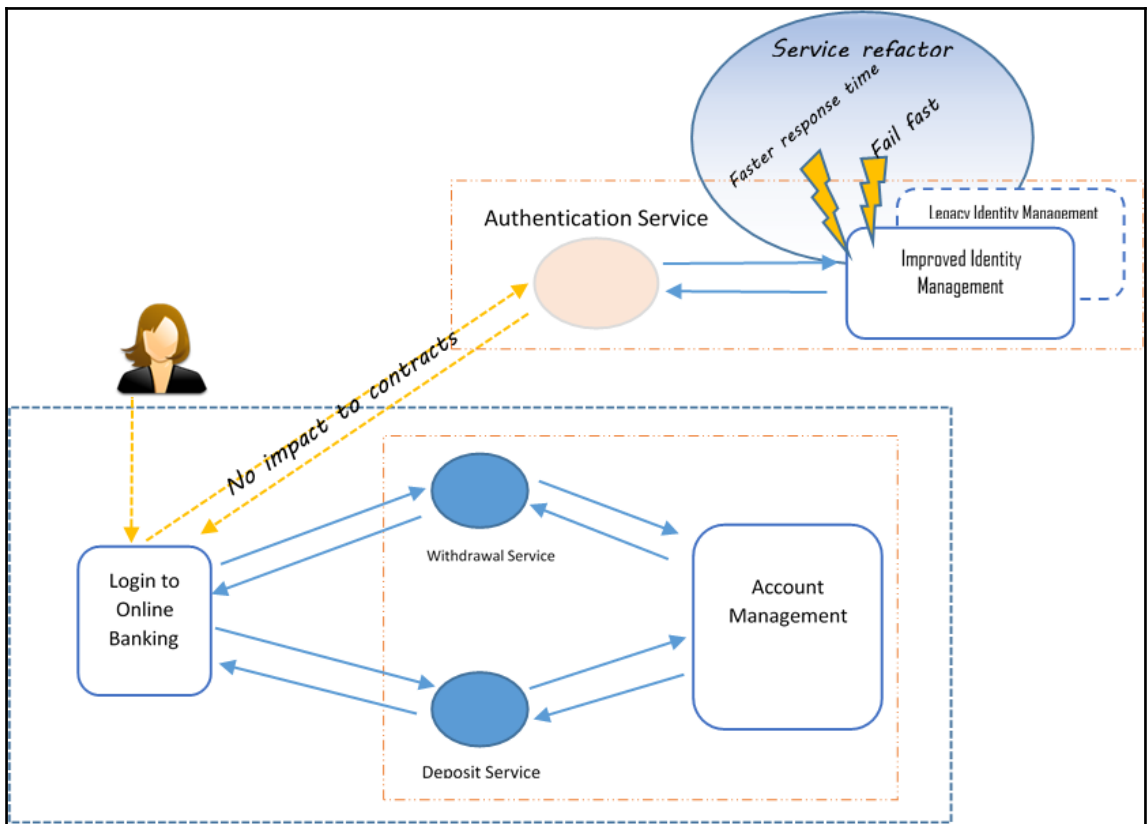 Service refactor
Faster response time
Fail fast
Authentication Service
Legacy Identity Management
Improved Identity
Management
No impact to contracts
Withdrawal Service
Login to
Online
Banking
Account
Management
Deposit Service